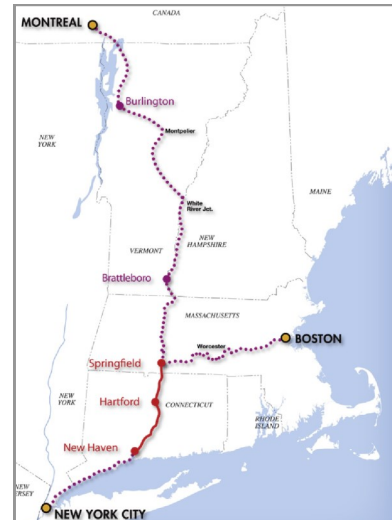 CANADA
MONTREAL
Burlington
Montpelier
NEW
YORK
MAINE
White
River Jct.
NEW
HAMPSHIRE
VERMONT
Brattleboro
MASSACHUSETTS
Worcester
BOSTON
Springfield
Hartford
CONNECTICUT
NEW
YORK
RHODE
ISLAND
New Haven
NEW
JERSEY
NEW YORK CITY